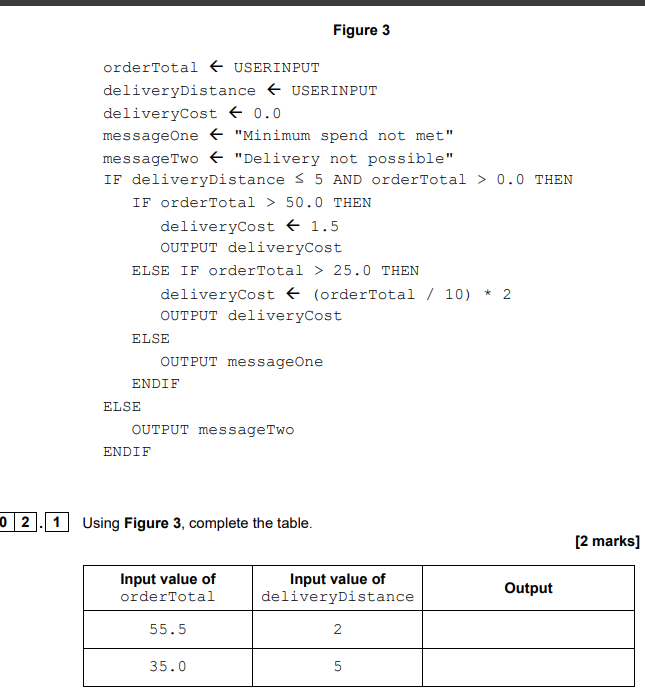 Figure 3
orderTotal ← USERINPUT
deliveryDistance ← USERINPUT
deliveryCost ← 0.0
messageOne ← "Minimum spend not met"
messageTwo ← "Delivery not possible"
IF deliveryDistance ≤ 5 AND orderTotal > 0.0 THEN
   IF orderTotal > 50.0 THEN
      deliveryCost ← 1.5
      OUTPUT deliveryCost
   ELSE IF orderTotal > 25.0 THEN
      deliveryCost ← (orderTotal / 10) * 2
      OUTPUT deliveryCost
   ELSE
      OUTPUT messageOne
   ENDIF
ELSE
   OUTPUT messageTwo
ENDIF
0 2 . 1 Using Figure 3, complete the table.
[2 marks]
Input value of orderTotal | Input value of deliveryDistance | Output
55.5 | 2 |
35.0 | 5 |